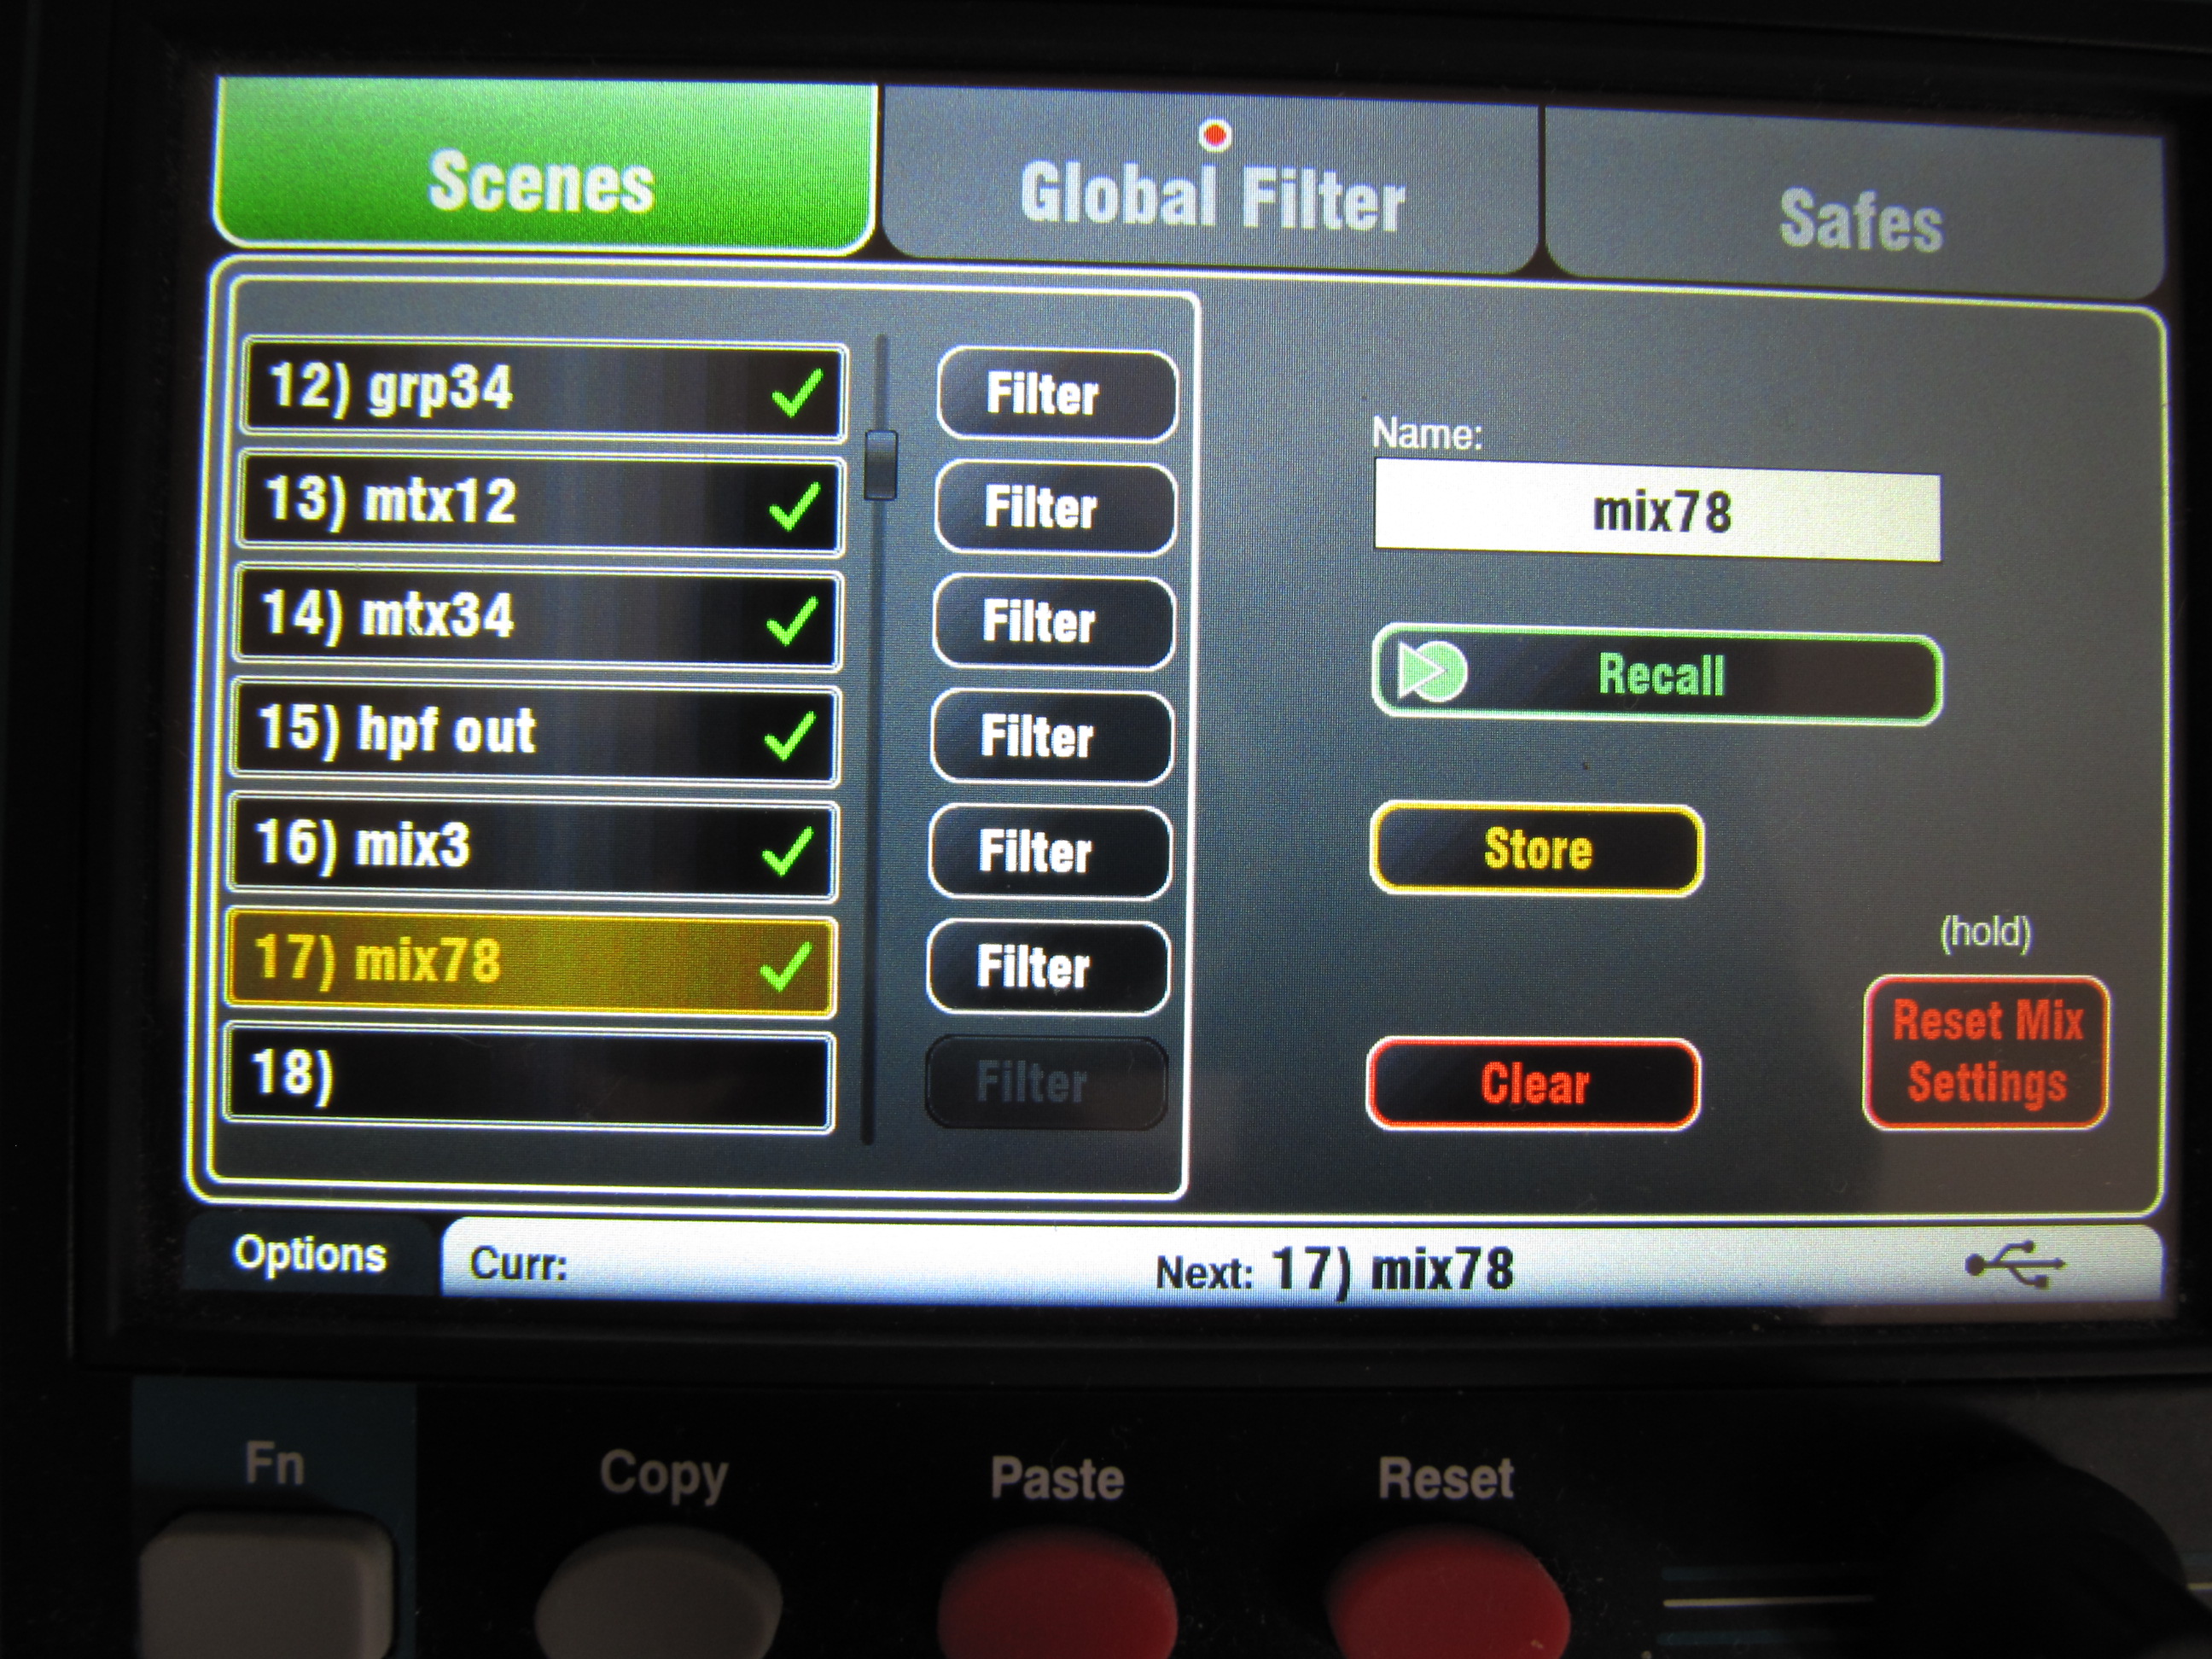 Scenes
Global Filter
Safes
12) grp34
Filter
13) mtx12
Filter
14) mtx34
Filter
15) hpf out
Filter
16) mix3
Filter
17) mix78
Filter
18)
Filter
Name:
mix78
Recall
Store
(hold)
Reset Mix
Settings
Clear
Options
Curr:
Next: 17) mix78
Fn
Copy
Paste
Reset